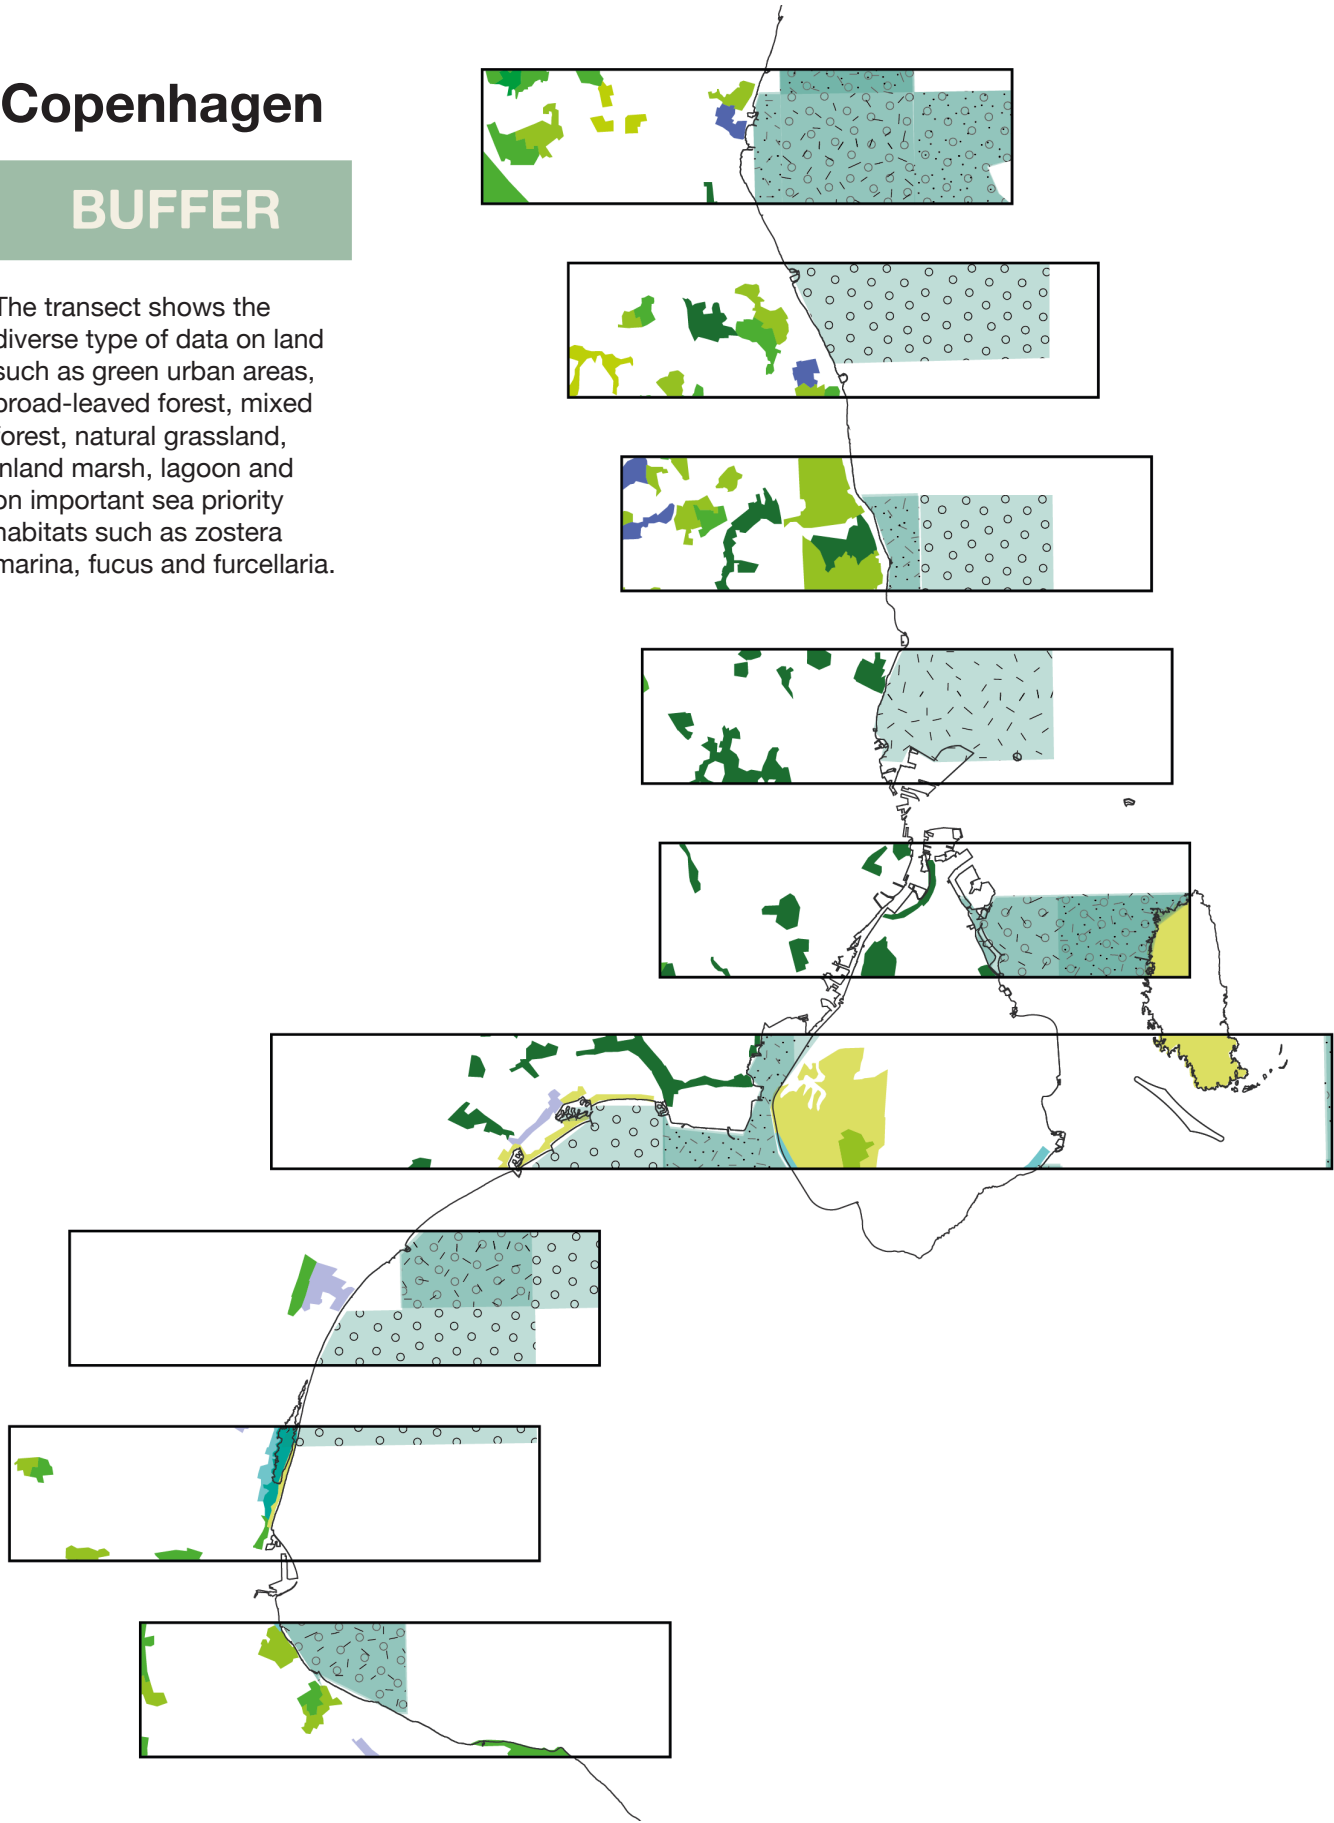 Copenhagen
BUFFER
The transect shows the
diverse type of data on land
such as green urban areas,
broad-leaved forest, mixed
forest, natural grassland,
inland marsh, lagoon and
on important sea priority
habitats such as zostera
marina, fucus and furcellaria.